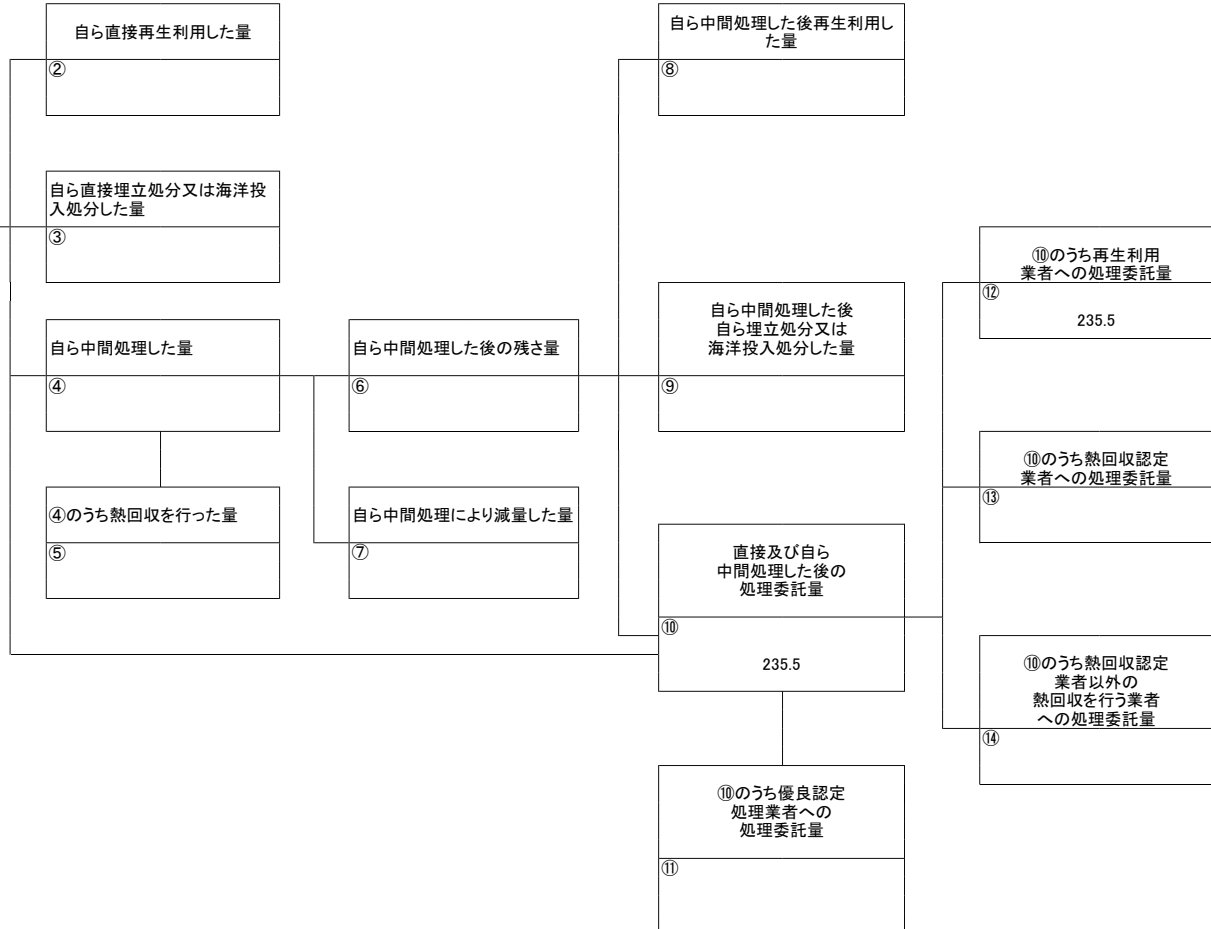 自ら直接再生利用した量
②
自ら直接埋立処分又は海洋投
入処分した量
③
自ら中間処理した量
④
④のうち熱回収を行った量
⑤
自ら中間処理した後の残さ量
⑥
自ら中間処理により減量した量
⑦
自ら中間処理した後再生利用し
た量
⑧
自ら中間処理した後
自ら埋立処分又は
海洋投入処分した量
⑨
直接及び自ら
中間処理した後の
処理委託量
⑩
235.5
⑩のうち優良認定
処理業者への
処理委託量
⑪
⑩のうち再生利用
業者への処理委託量
⑫
235.5
⑩のうち熱回収認定
業者への処理委託量
⑬
⑩のうち熱回収認定
業者以外の
熱回収を行う業者
への処理委託量
⑭